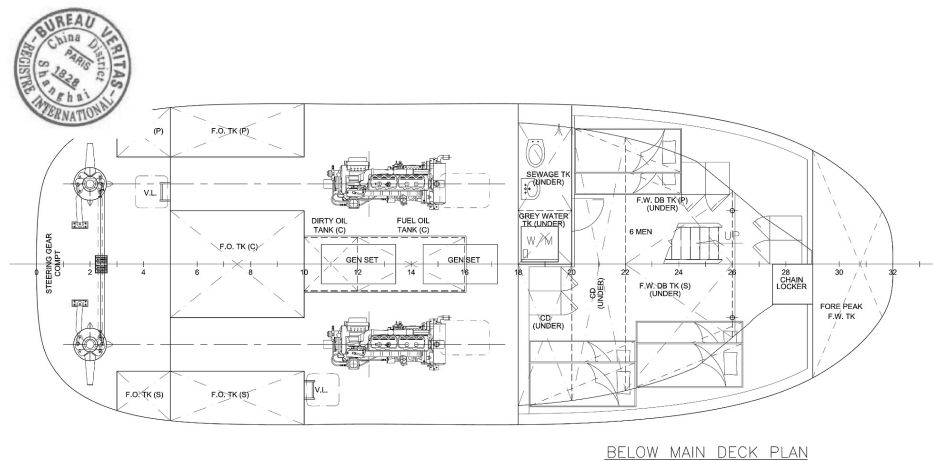 BUREAU VERITAS
China District
PARIS
1828
Shanghai
REGISTRE INTERNATIONAL
(P)
F.O. TK (P)
V.L.
SEWAGE TK
(UNDER)
F.W. DB TK (P)
(UNDER)
DIRTY OIL
TANK (C)
FUEL OIL
TANK (C)
GREY WATER
TK (UNDER)
W/M
6 MEN
UP
F.O. TK (C)
STEERING GEAR
COMPT
GEN SET
GEN SET
0 2 4 6 8 10 12 14 16 18 20 22 24 26 28 30 32
CD
(UNDER)
F.W. DB TK (S)
(UNDER)
CHAIN
LOCKER
FORE PEAK
F.W. TK
CD
(UNDER)
F.O. TK (S)
F.O. TK (S)
V.L.
BELOW MAIN DECK PLAN